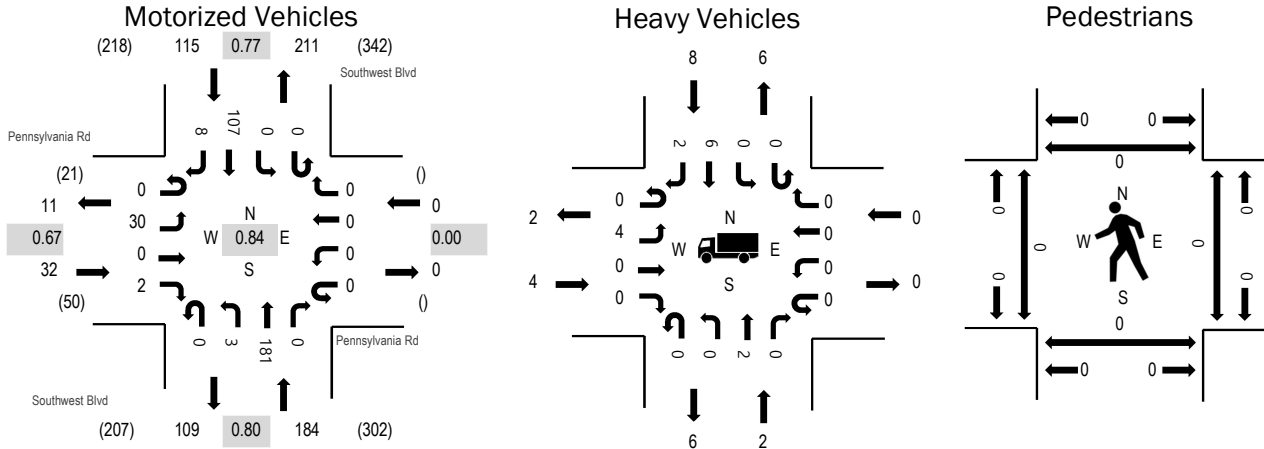 Motorized Vehicles
(218) 115 0.77 211 (342)
Southwest Blvd
Pennsylvania Rd
8 107 0 0
(21) 0 0 ()
11 30 0 0
0.67 W N 0.84 S E 0.00
32 0 0 0
(50) 2 0 ()
0 3 181 0
Pennsylvania Rd
Southwest Blvd
(207) 109 0.80 184 (302)
Heavy Vehicles
8 6
2 6 0 0
0 0
2 4 0 0
N
W E
0 0
S
4 0 0 0
0 0 2 0
6 2
Pedestrians
0 0
0
0 0
N
0 W E 0
S
0 0
0
0 0